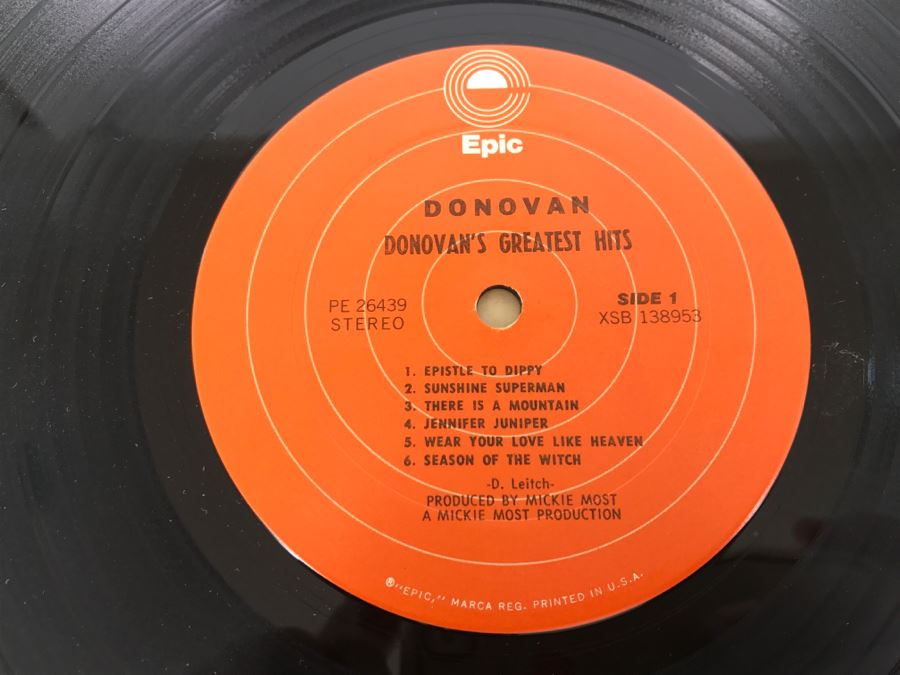 Epic
DONOVAN
DONOVAN'S GREATEST HITS
PE 26439
STEREO
SIDE 1
XSB 138953
1. EPISTLE TO DIPPY
2. SUNSHINE SUPERMAN
3. THERE IS A MOUNTAIN
4. JENNIFER JUNIPER
5. WEAR YOUR LOVE LIKE HEAVEN
6. SEASON OF THE WITCH
-D. Leitch-
PRODUCED BY MICKIE MOST
A MICKIE MOST PRODUCTION
®"EPIC," MARCA REG. PRINTED IN U.S.A.